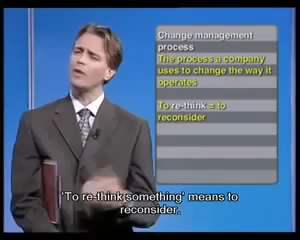 Change management
process
The process a company
uses to change the way it
operates
To re-think = to
reconsider
'To re-think something' means to
reconsider.